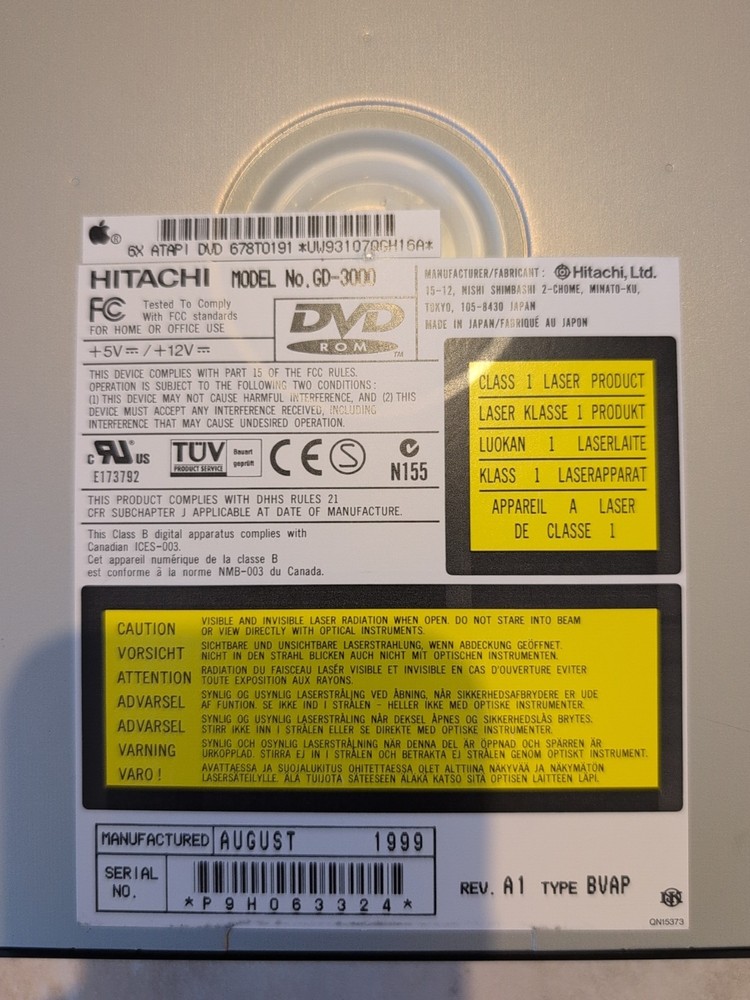 6X ATAPI DVD 678T0191 *UW93107QGH16A*
HITACHI MODEL No. GD-3000
FC Tested To Comply
With FCC standards
FOR HOME OR OFFICE USE
DVD
ROM TM
MANUFACTURER/FABRICANT: Hitachi, Ltd.
15-12, NISHI SHIMBASHI 2-CHOME, MINATO-KU,
TOKYO, 105-8430 JAPAN
MADE IN JAPAN/FABRIQUÉ AU JAPON
+5V⎓/+12V⎓
THIS DEVICE COMPLIES WITH PART 15 OF THE FCC RULES.
OPERATION IS SUBJECT TO THE FOLLOWING TWO CONDITIONS:
(1) THIS DEVICE MAY NOT CAUSE HARMFUL INTERFERENCE, AND (2) THIS
DEVICE MUST ACCEPT ANY INTERFERENCE RECEIVED, INCLUDING
INTERFERENCE THAT MAY CAUSE UNDESIRED OPERATION.
c RU US
E173792
TÜV
PRODUCT SERVICE
Bauart
geprüft
CE
S
N155
THIS PRODUCT COMPLIES WITH DHHS RULES 21
CFR SUBCHAPTER J APPLICABLE AT DATE OF MANUFACTURE.
This Class B digital apparatus complies with
Canadian ICES-003.
Cet appareil numérique de la classe B
est conforme à la norme NMB-003 du Canada.
CLASS 1 LASER PRODUCT
LASER KLASSE 1 PRODUKT
LUOKAN 1 LASERLAITE
KLASS 1 LASERAPPARAT
APPAREIL A LASER
DE CLASSE 1
CAUTION VISIBLE AND INVISIBLE LASER RADIATION WHEN OPEN. DO NOT STARE INTO BEAM
OR VIEW DIRECTLY WITH OPTICAL INSTRUMENTS.
VORSICHT SICHTBARE UND UNSICHTBARE LASERSTRAHLUNG, WENN ABDECKUNG GEÖFFNET.
NICHT IN DEN STRAHL BLICKEN AUCH NICHT MIT OPTISCHEN INSTRUMENTEN.
ATTENTION RADIATION DU FAISCEAU LASÉR VISIBLE ET INVISIBLE EN CAS D'OUVERTURE EVITER
TOUTE EXPOSITION AUX RAYONS.
ADVARSEL SYNLIG OG USYNLIG LASERSTRÅLING VED ÅBNING, NÅR SIKKERHEDSAFBRYDERE ER UDE
AF FUNTION. SE IKKE IND I STRÅLEN - HELLER IKKE MED OPTISKE INSTRUMENTER.
ADVARSEL SYNLIG OG USYNLIG LASERSTRÅLING NÅR DEKSEL ÅPNES OG SIKKERHEDSLÅS BRYTES.
STIRR IKKE INN I STRÅLEN ELLER SE DIREKTE MED OPTISKE INSTRUMENTER.
VARNING SYNLIG OCH OSYNLIG LASERSTRÅLNING NÄR DENNA DEL ÄR ÖPPNAD OCH SPÄRREN ÄR
URKOPPLAD. STIRRA EJ IN I STRÅLEN OCH BETRAKTA EJ STRÅLEN GENOM OPTISKT INSTRUMENT.
VARO! AVATTAESSA JA SUOJALUKITUS OHITETTAESSA OLET ALTTIINA NÄKYVÄÄ JA NÄKYMÄTÖN
LASERSÄTEILYLLE. ÄLÄ TUIJOTA SÄTEESEEN ÄLÄKÄ KATSO SITÄ OPTISEN LAITTEEN LÄPI.
MANUFACTURED AUGUST 1999
SERIAL
NO.
*P9H063324*
REV. A1 TYPE BVAP
QN15373